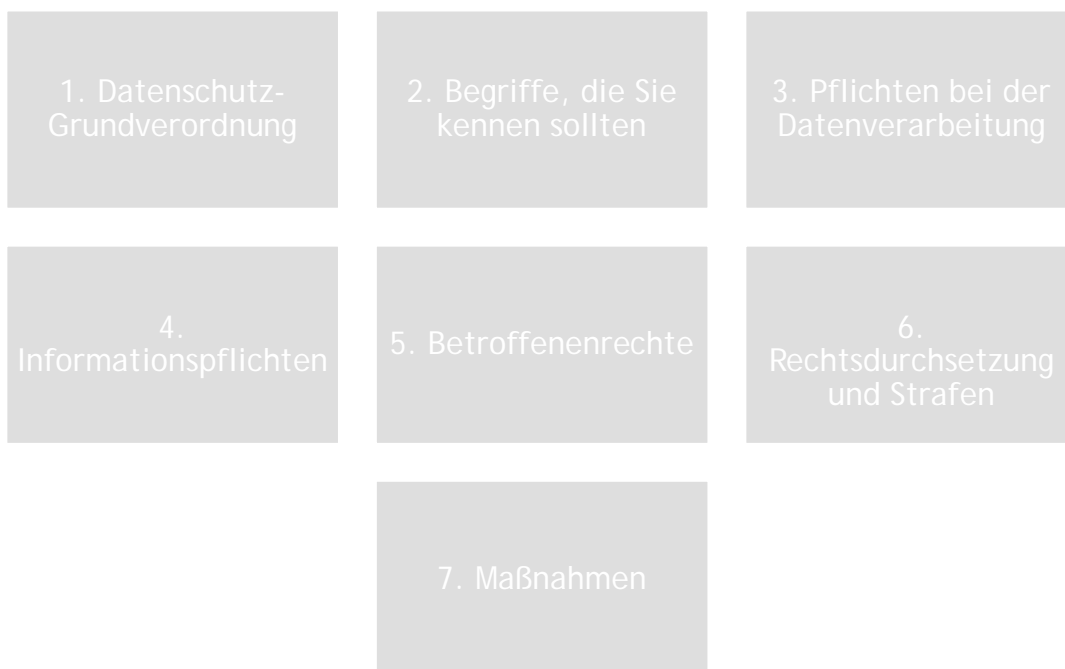 1. Datenschutz-
Grundverordnung
2. Begriffe, die Sie
kennen sollten
3. Pflichten bei der
Datenverarbeitung
4.
Informationspflichten
5. Betroffenenrechte
6.
Rechtsdurchsetzung
und Strafen
7. Maßnahmen